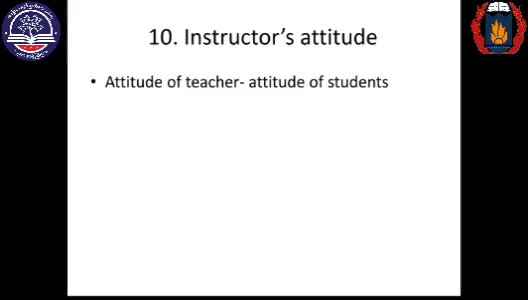 10. Instructor’s attitude
• Attitude of teacher- attitude of students